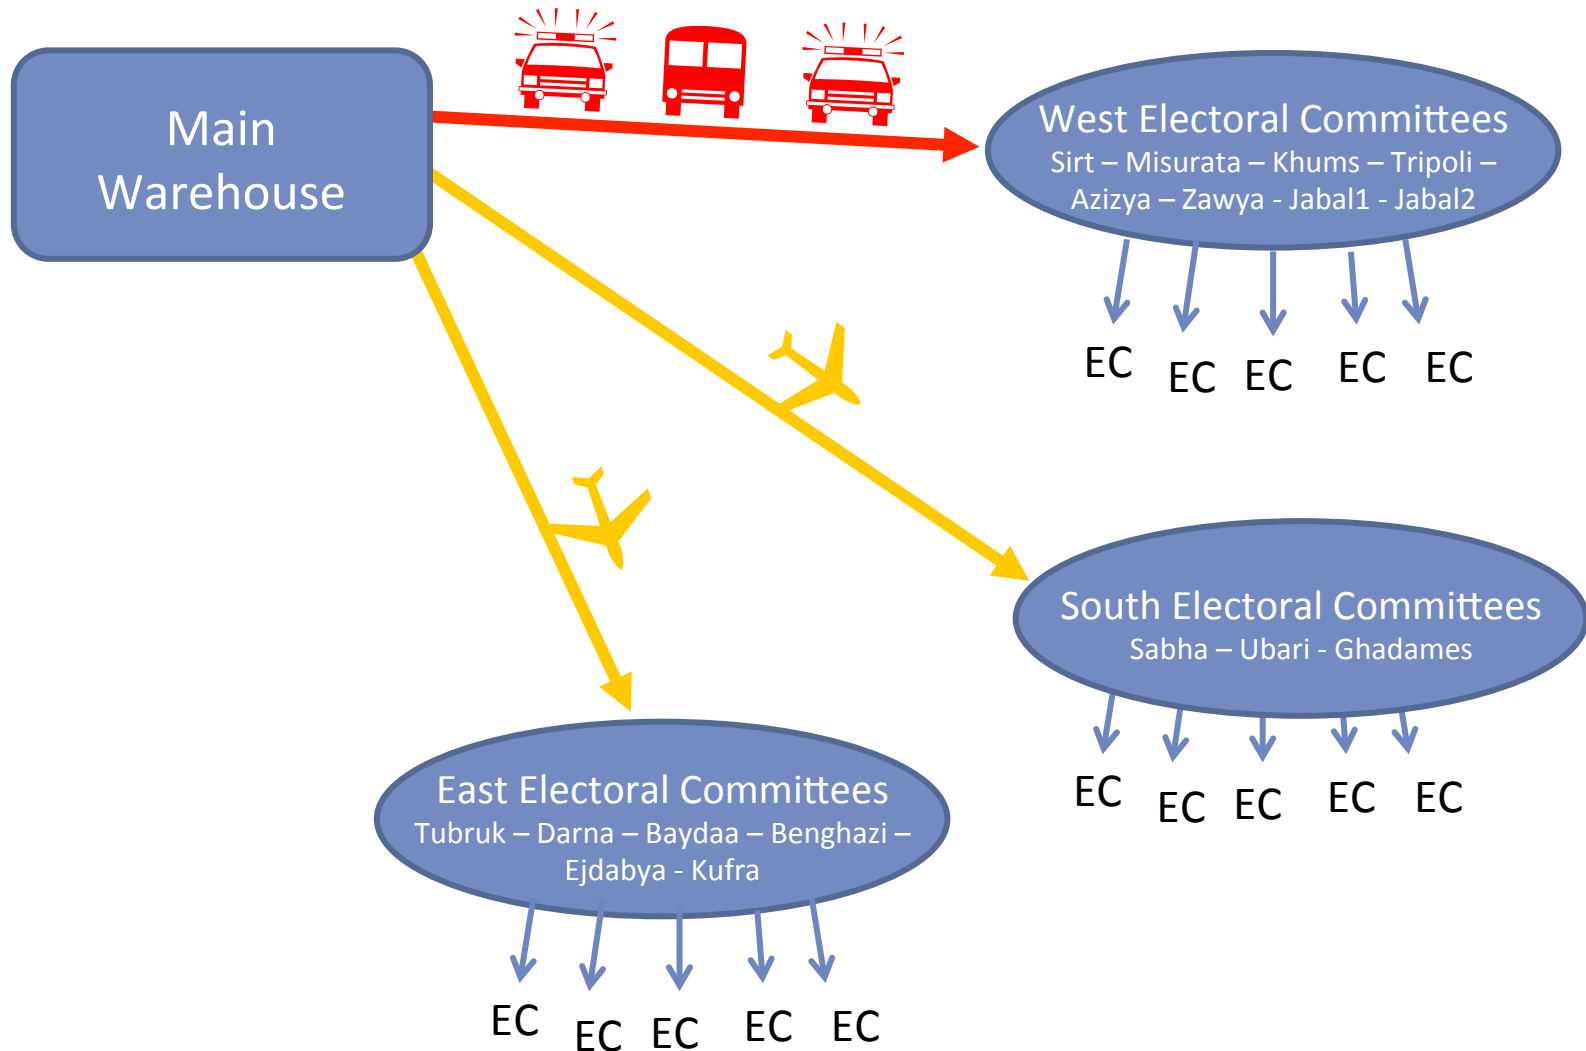 Main
Warehouse
West Electoral Committees
Sirt – Misurata – Khums – Tripoli –
Azizya – Zawya - Jabal1 - Jabal2
EC EC EC EC EC
South Electoral Committees
Sabha – Ubari - Ghadames
EC EC EC EC EC
East Electoral Committees
Tubruk – Darna – Baydaa – Benghazi –
Ejdabya - Kufra
EC EC EC EC EC